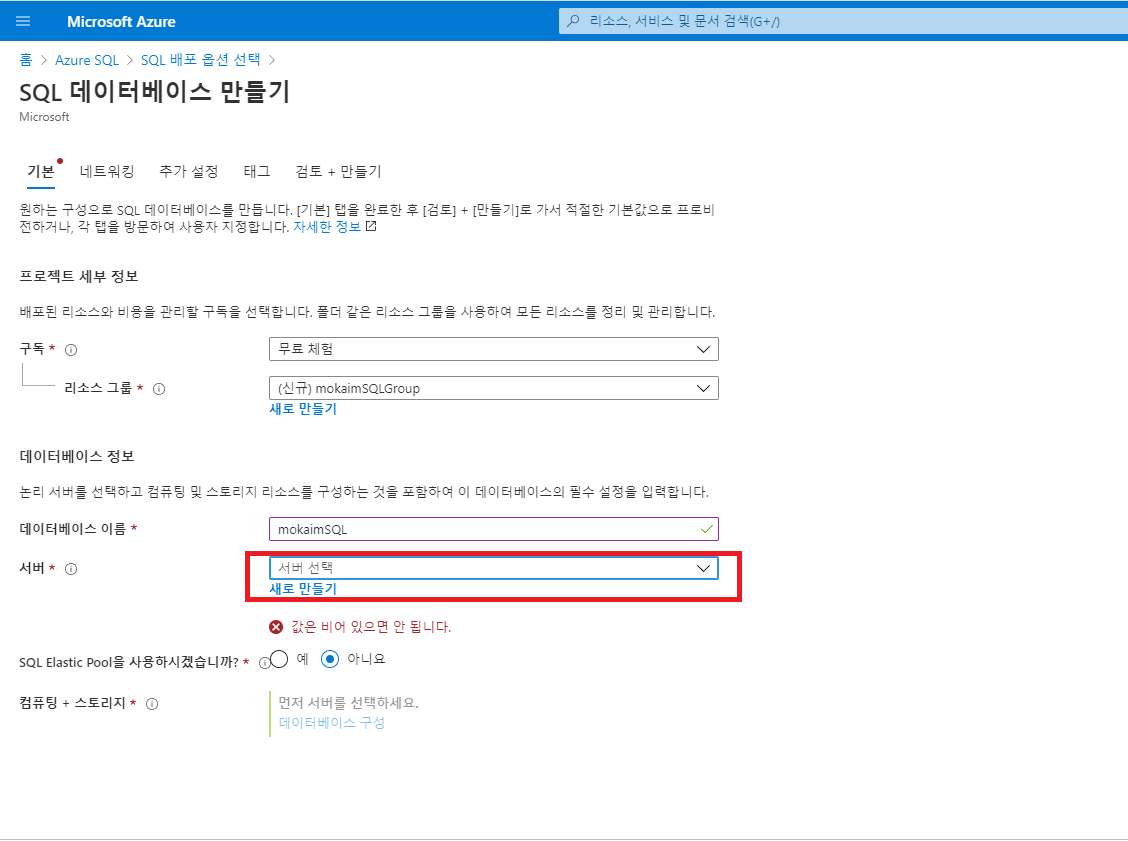 Microsoft Azure
리소스, 서비스 및 문서 검색(G+/)
홈 > Azure SQL > SQL 배포 옵션 선택 >
SQL 데이터베이스 만들기
Microsoft
기본 네트워킹 추가 설정 태그 검토 + 만들기
원하는 구성으로 SQL 데이터베이스를 만듭니다. [기본] 탭을 완료한 후 [검토] + [만들기]로 가서 적절한 기본값으로 프로비
전하거나, 각 탭을 방문하여 사용자 지정합니다. 자세한 정보
프로젝트 세부 정보
배포된 리소스와 비용을 관리할 구독을 선택합니다. 폴더 같은 리소스 그룹을 사용하여 모든 리소스를 정리 및 관리합니다.
구독 * 무료 체험
리소스 그룹 * (신규) mokaimSQLGroup
새로 만들기
데이터베이스 정보
논리 서버를 선택하고 컴퓨팅 및 스토리지 리소스를 구성하는 것을 포함하여 이 데이터베이스의 필수 설정을 입력합니다.
데이터베이스 이름 * mokaimSQL
서버 * 서버 선택
새로 만들기
값은 비어 있으면 안 됩니다.
SQL Elastic Pool을 사용하시겠습니까? * 예 아니요
컴퓨팅 + 스토리지 * 먼저 서버를 선택하세요.
데이터베이스 구성